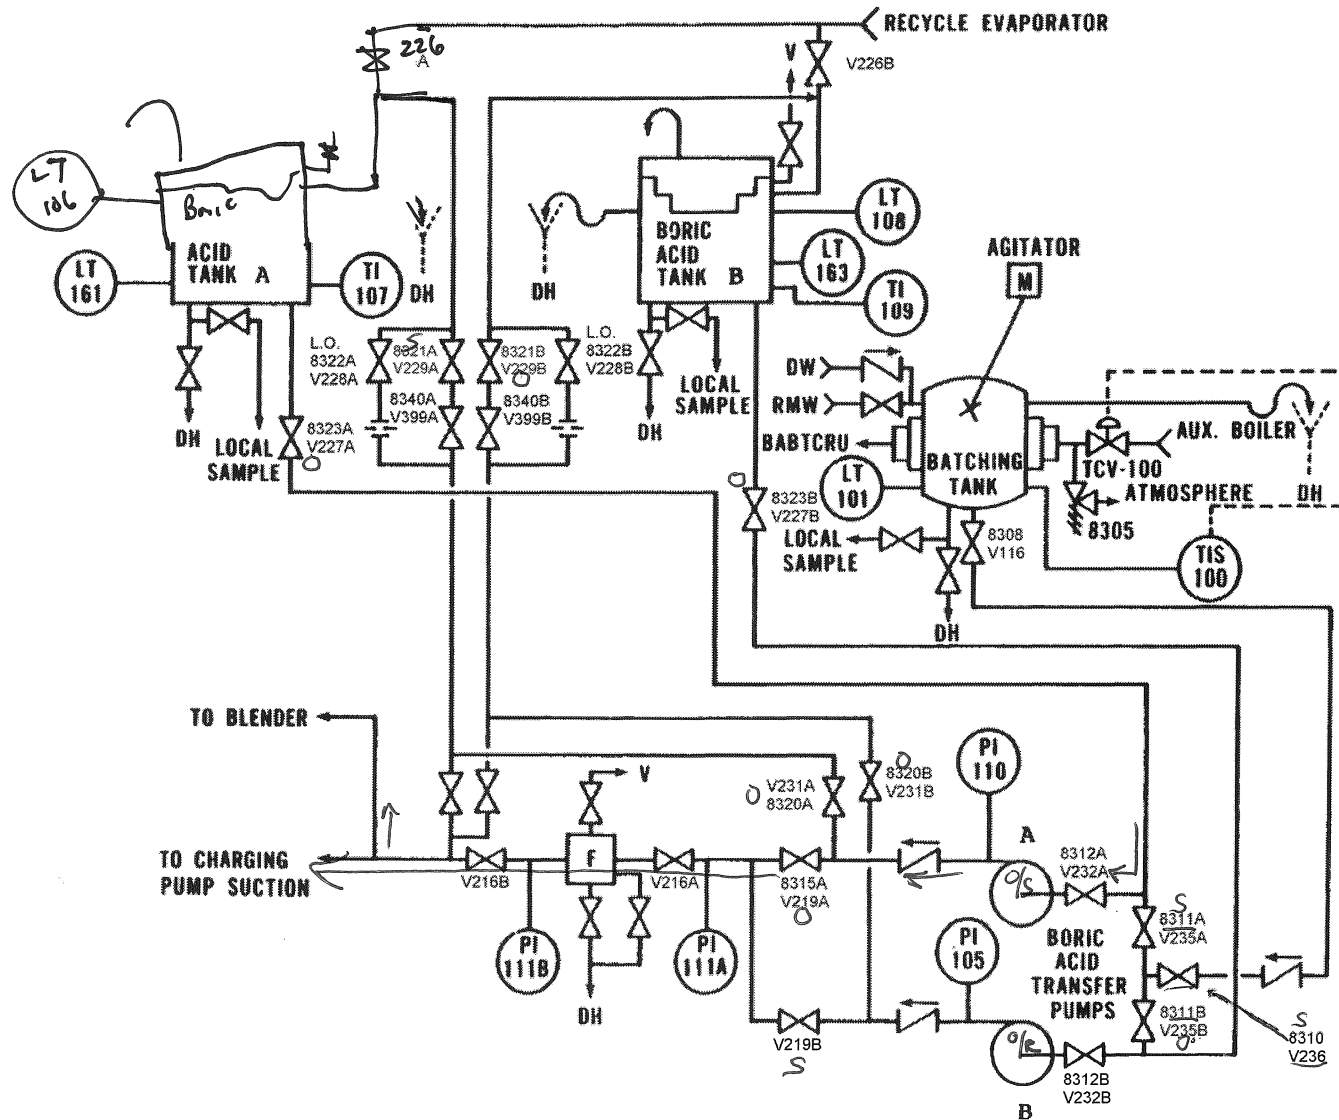 RECYCLE EVAPORATOR
226
A
V
V226B
LT
106
Boric
ACID
TANK A
LT
161
TI
107
DH
DH
BORIC
ACID
TANK B
LT
108
LT
163
TI
109
AGITATOR
M
L.O.
8322A
V228A
S
8321A
V229A
8321B
V229B
O
L.O.
8322B
V228B
8340A
V399A
8340B
V399B
DH
LOCAL
SAMPLE
8323A
V227A
O
LOCAL
SAMPLE
DH
DW
RMW
BABTCRU
LT
101
BATCHING
TANK
TCV-100
AUX. BOILER
ATMOSPHERE
8305
DH
O
8323B
V227B
LOCAL
SAMPLE
8308
V116
TIS
100
DH
TO BLENDER
V
V231A
8320A
O
O
8320B
V231B
PI
110
A
TO CHARGING
PUMP SUCTION
V216B
F
V216A
8315A
V219A
O
O/S
8312A
V232A
S
8311A
V235A
PI
111B
PI
111A
PI
105
BORIC
ACID
TRANSFER
PUMPS
DH
8311B
V235B
O
S
8310
V236
V219B
S
O/R
8312B
V232B
B